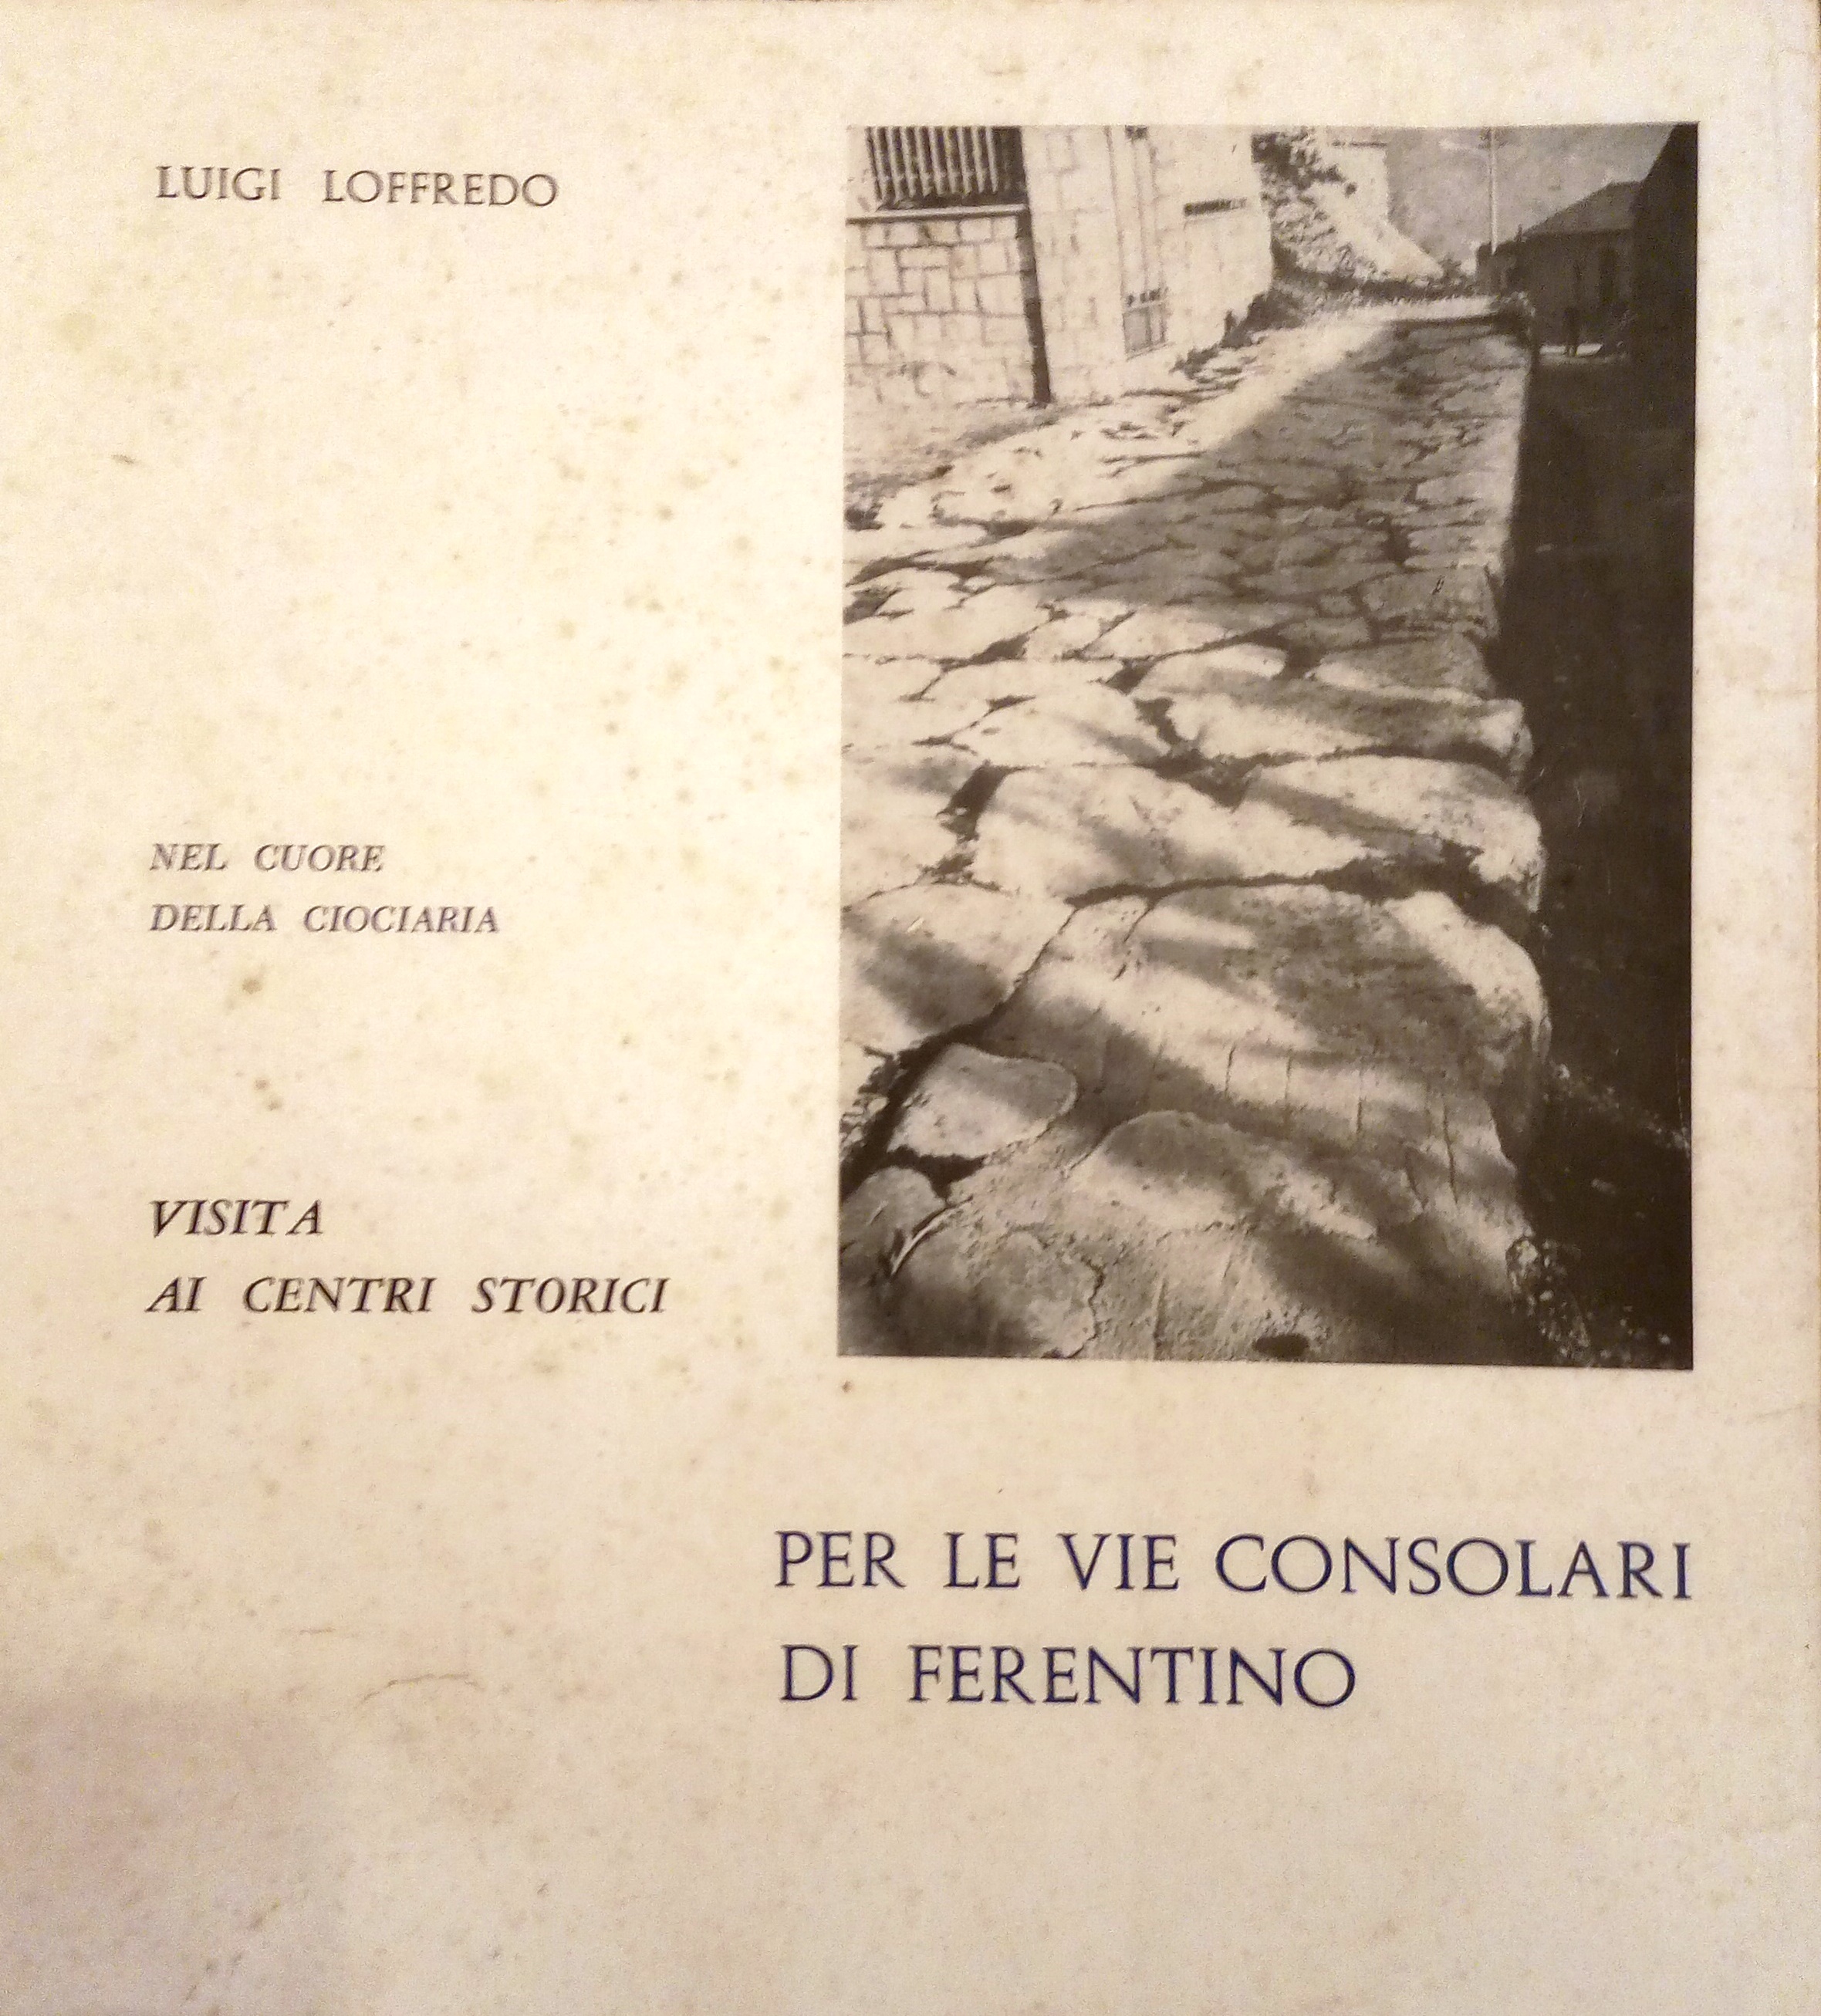 LUIGI LOFFREDO
NEL CUORE
DELLA CIOCIARIA
VISITA
AI CENTRI STORICI
PER LE VIE CONSOLARI
DI FERENTINO